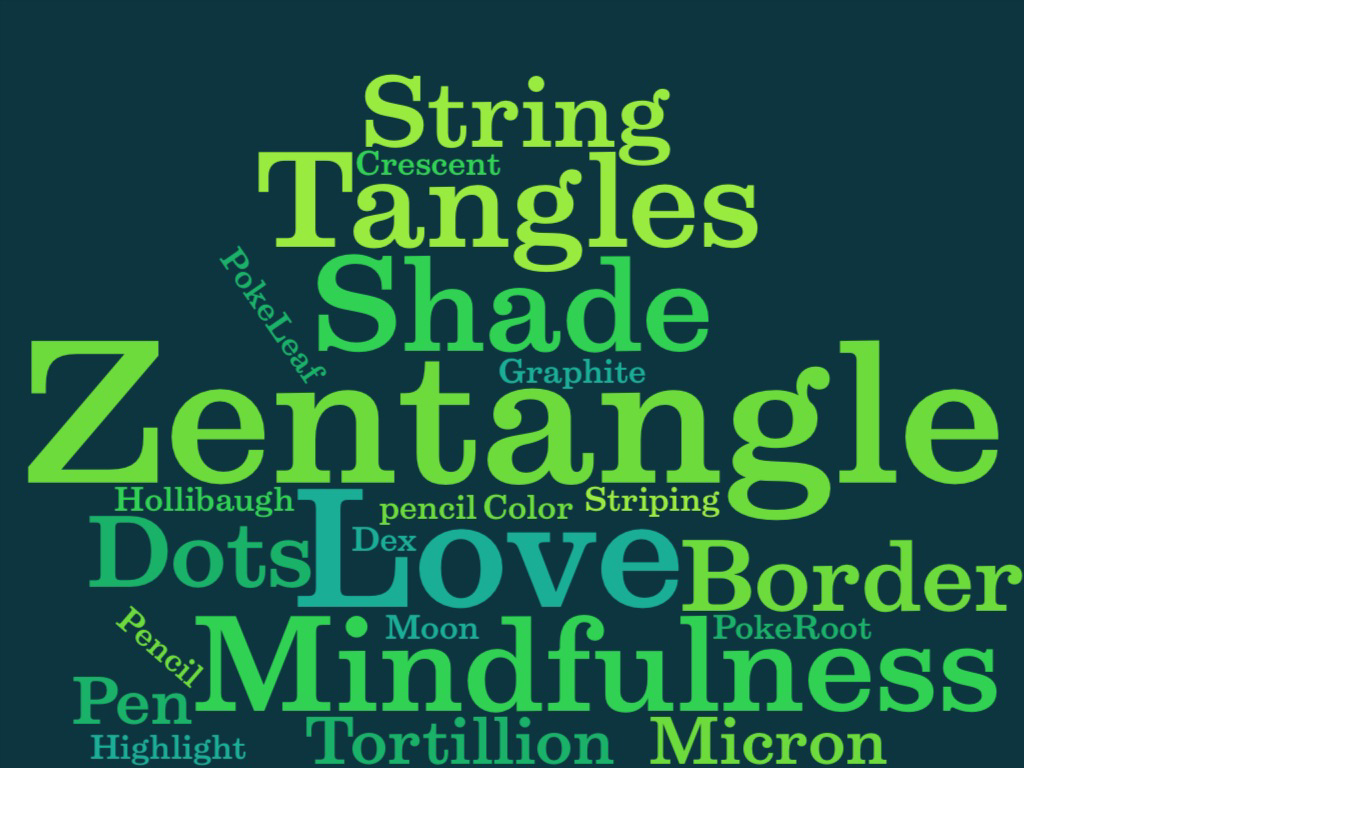 String
Crescent
Tangles
PokeLeaf
Shade
Graphite
Zentangle
Hollibaugh
pencil Color
Striping
Dots
Dex
Love
Border
Pencil
Moon
PokeRoot
Mindfulness
Pen
Highlight
Tortillion
Micron